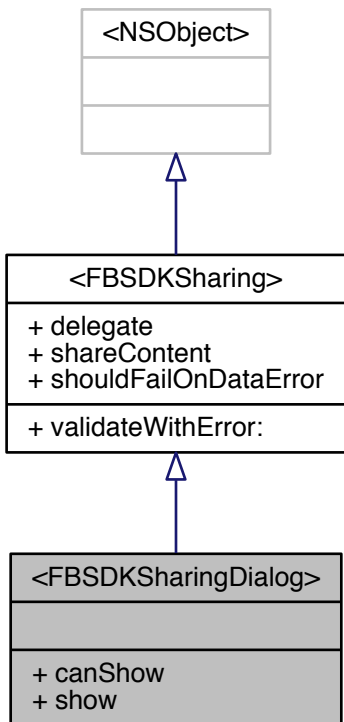 <NSObject>
<FBSDKSharing>
+ delegate
+ shareContent
+ shouldFailOnDataError
+ validateWithError:
<FBSDKSharingDialog>
+ canShow
+ show